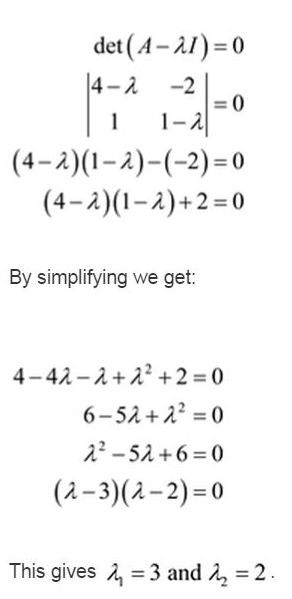 det(A−λI)=0
|4−λ −2|
|1 1−λ|=0
(4−λ)(1−λ)−(−2)=0
(4−λ)(1−λ)+2=0
By simplifying we get:
4−4λ−λ+λ²+2=0
6−5λ+λ²=0
λ²−5λ+6=0
(λ−3)(λ−2)=0
This gives λ₁=3 and λ₂=2.